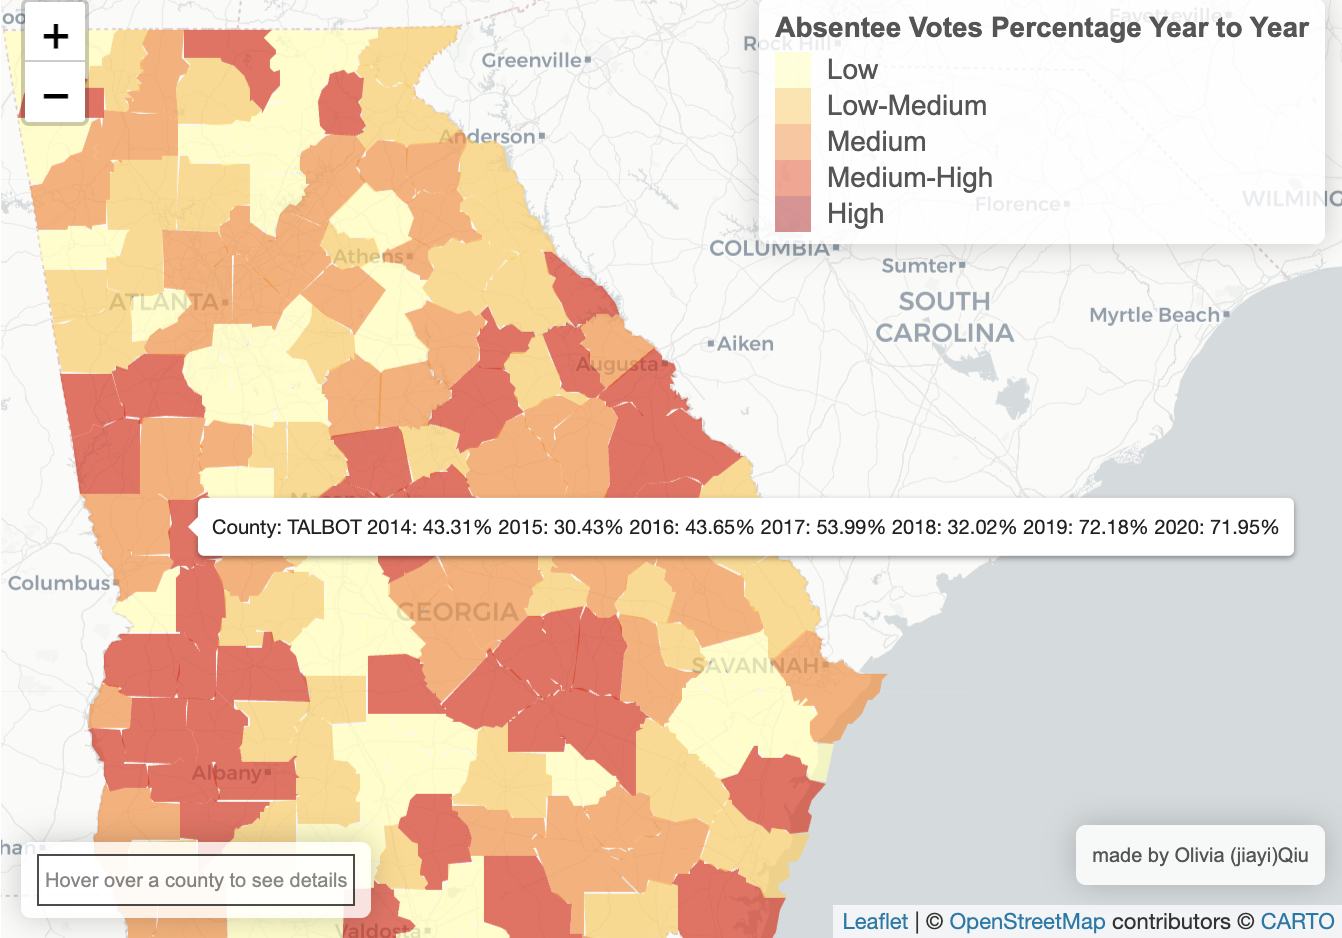 +
−
Absentee Votes Percentage Year to Year
Low
Low-Medium
Medium
Medium-High
High
Fayetteville
Rock Hill
Greenville
Anderson
WILMING
Florence
COLUMBIA
Athens
Sumter
ATLANTA
SOUTH
CAROLINA
Myrtle Beach
Aiken
Augusta
County: TALBOT 2014: 43.31% 2015: 30.43% 2016: 43.65% 2017: 53.99% 2018: 32.02% 2019: 72.18% 2020: 71.95%
Columbus
GEORGIA
SAVANNAH
Albany
made by Olivia (jiayi)Qiu
Hover over a county to see details
Valdosta
Leaflet | © OpenStreetMap contributors © CARTO